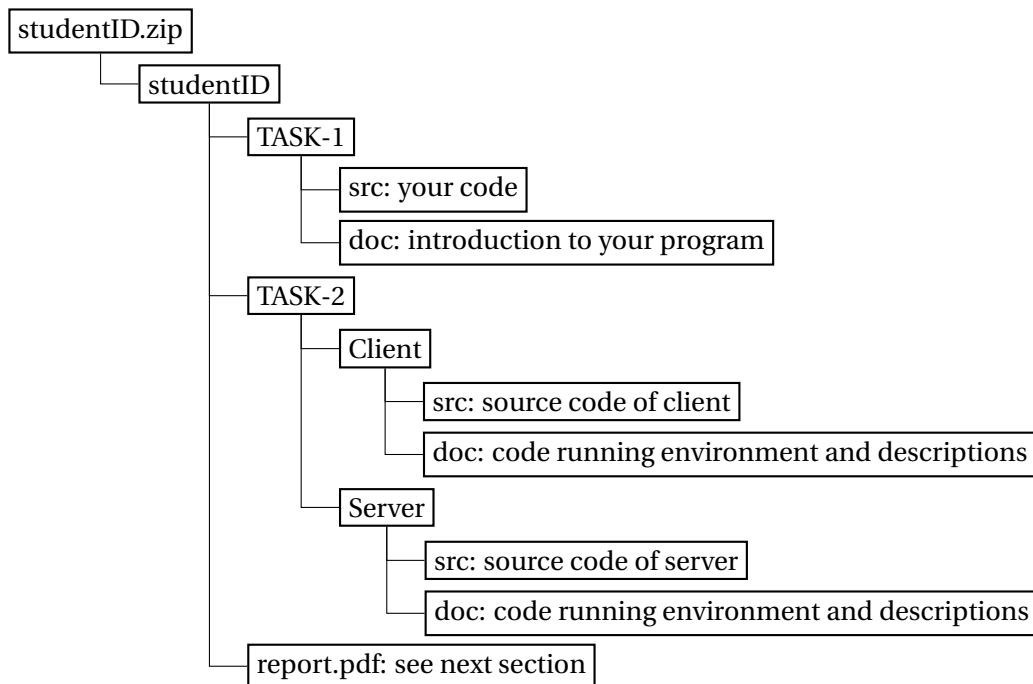 studentID.zip
studentID
TASK-1
src: your code
doc: introduction to your program
TASK-2
Client
src: source code of client
doc: code running environment and descriptions
Server
src: source code of server
doc: code running environment and descriptions
report.pdf: see next section